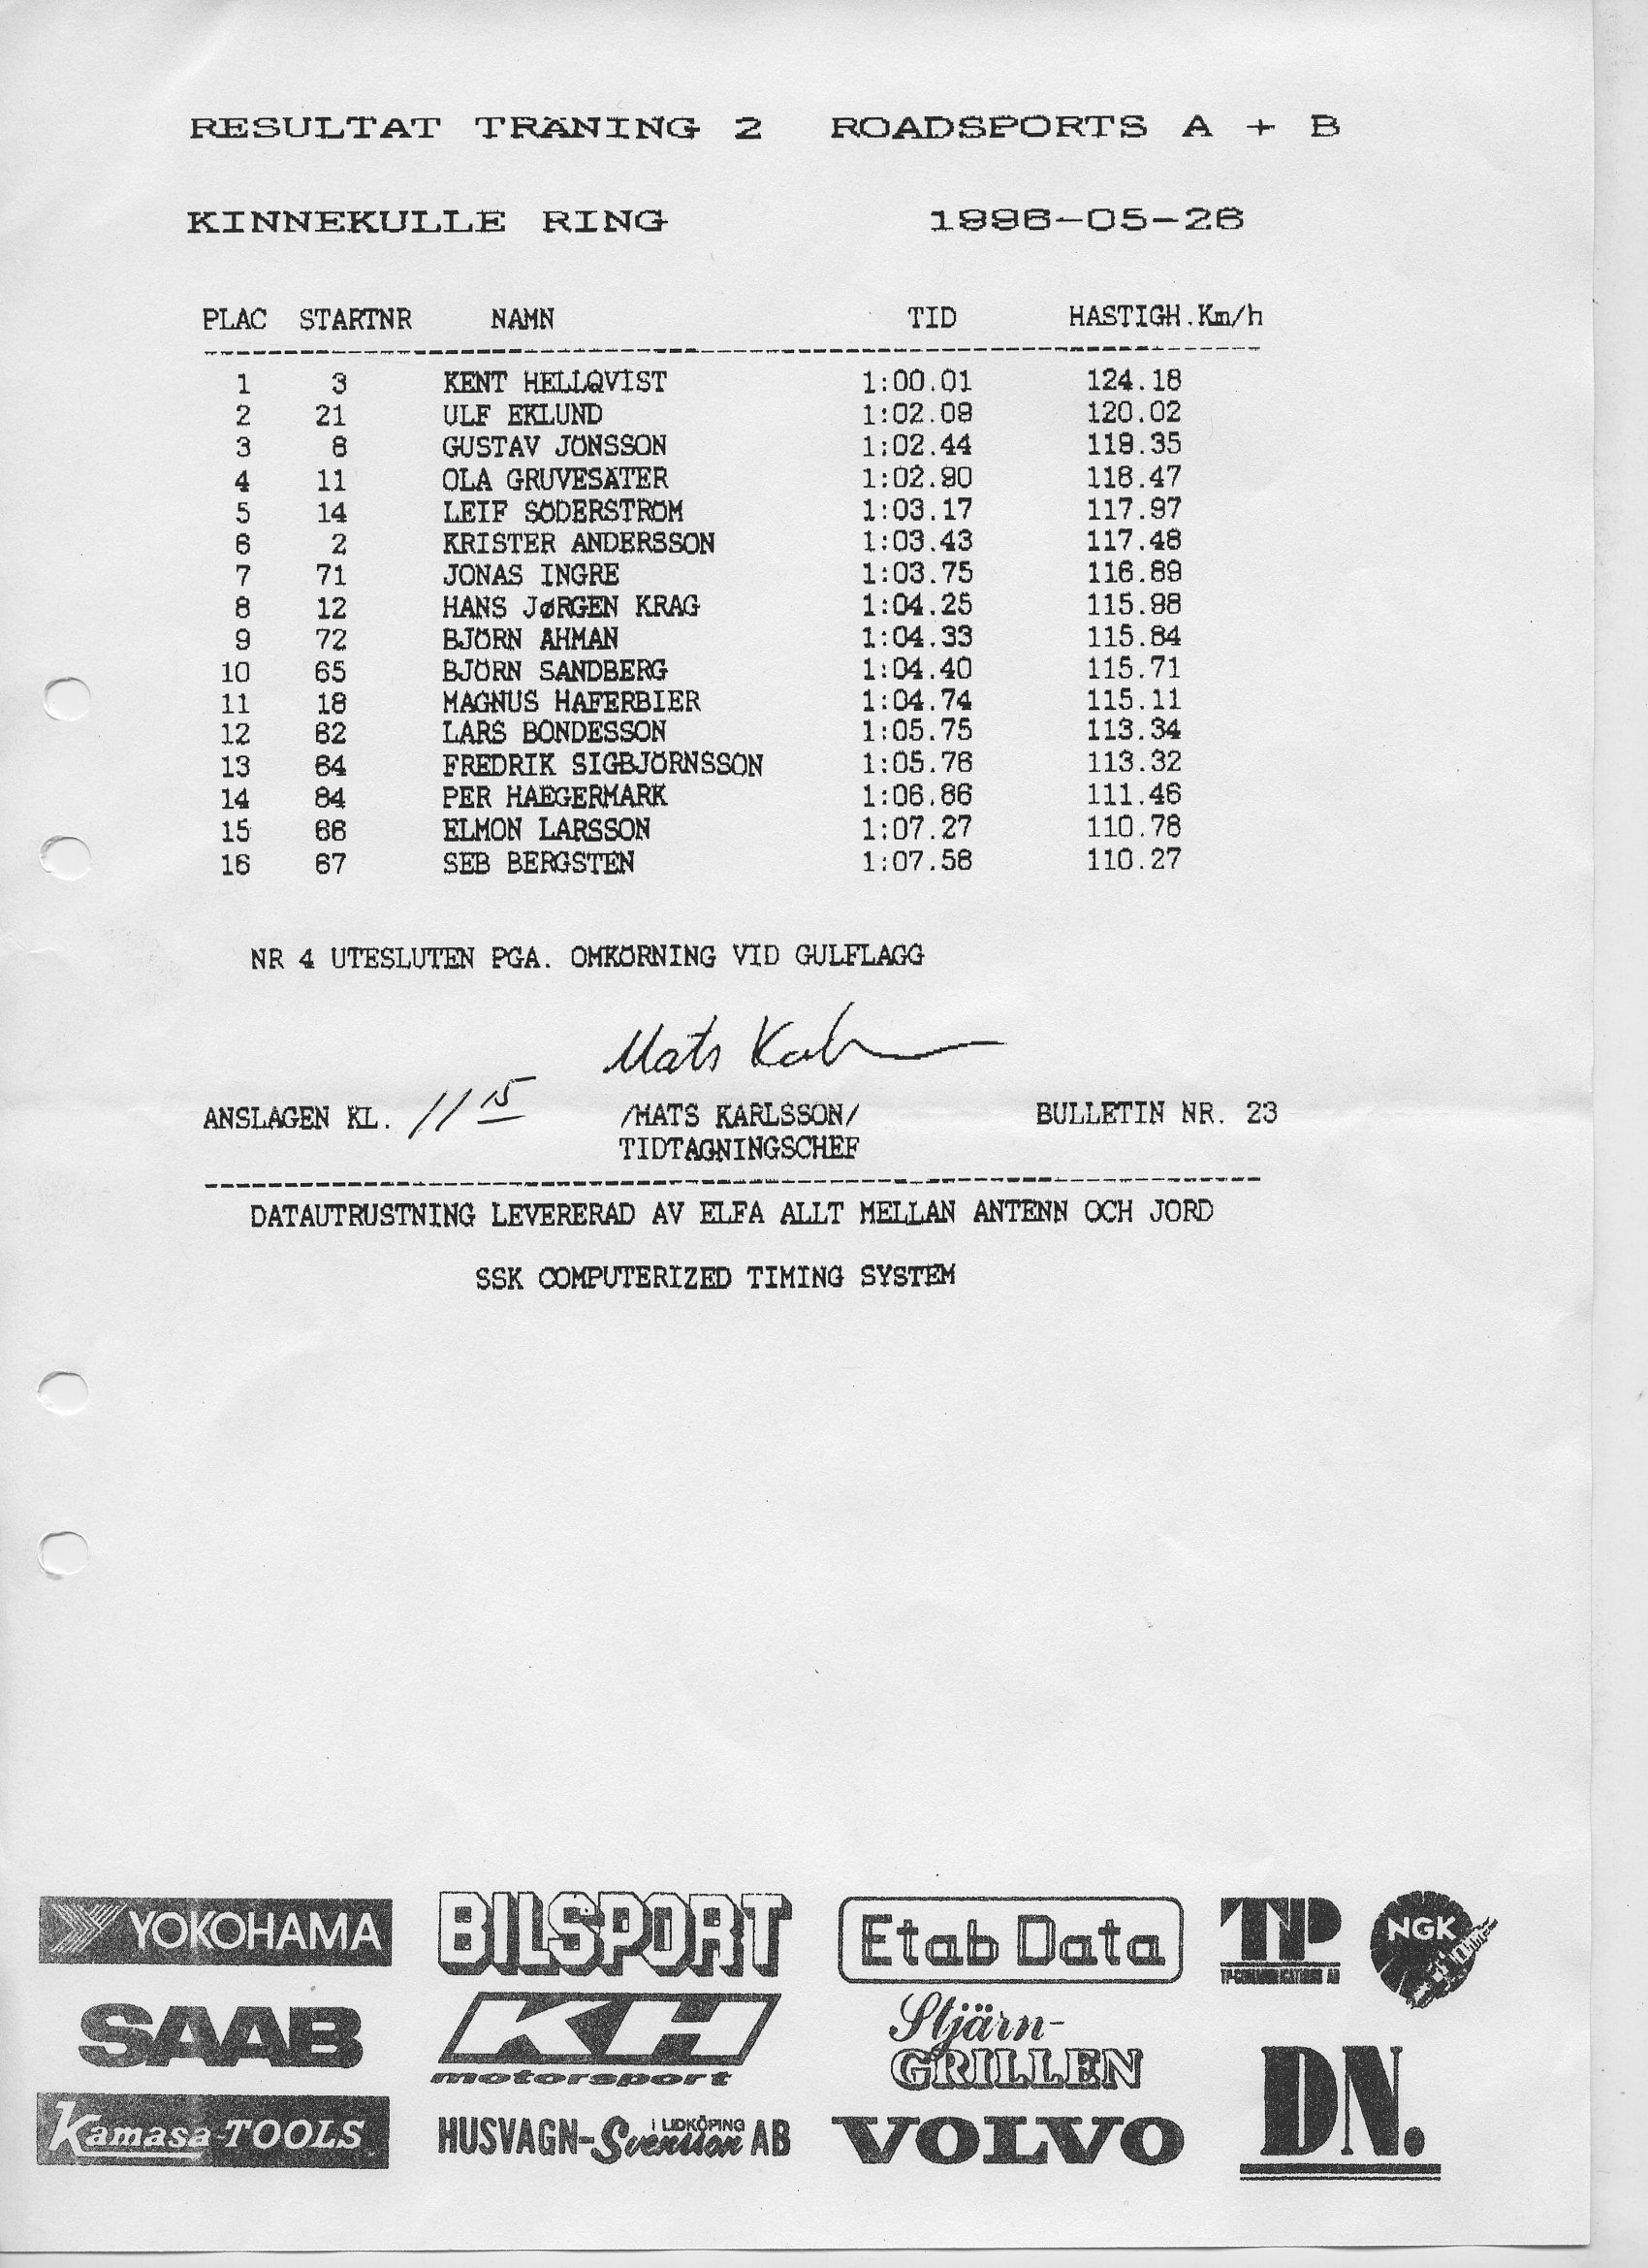 RESULTAT TRÄNING 2 ROADSPORTS A + B
KINNEKULLE RING 1996-05-26
PLAC STARTNR NAMN TID HASTIGH.Km/h
1 3 KENT HELLQVIST 1:00.01 124.18
2 21 ULF EKLUND 1:02.09 120.02
3 8 GUSTAV JÖNSSON 1:02.44 119.35
4 11 OLA GRUVESÄTER 1:02.90 118.47
5 14 LEIF SÖDERSTRÖM 1:03.17 117.97
6 2 KRISTER ANDERSSON 1:03.43 117.48
7 71 JONAS INGRE 1:03.75 116.89
8 12 HANS JØRGEN KRAG 1:04.25 115.98
9 72 BJÖRN ÅHMAN 1:04.33 115.84
10 65 BJÖRN SANDBERG 1:04.40 115.71
11 18 MAGNUS HAFERBIER 1:04.74 115.11
12 62 LARS BONDESSON 1:05.75 113.34
13 64 FREDRIK SIGBJÖRNSSON 1:05.76 113.32
14 84 PER HAEGERMARK 1:06.86 111.46
15 66 ELMON LARSSON 1:07.27 110.78
16 67 SEB BERGSTEN 1:07.58 110.27
NR 4 UTESLUTEN PGA. OMKÖRNING VID GULFLAGG
Mats Karlsson
ANSLAGEN KL. 11 15 /MATS KARLSSON/ BULLETIN NR. 23
TIDTAGNINGSCHEF
DATAUTRUSTNING LEVERERAD AV ELFA ALLT MELLAN ANTENN OCH JORD
SSK COMPUTERIZED TIMING SYSTEM
YOKOHAMA BILSPORT Etab Data TP NGK
TP-COMMUNICATIONS AB
SAAB KH motorsport Stjärn-GRILLEN DN.
Kamasa-TOOLS HUSVAGN-Svensson I LIDKÖPING AB VOLVO